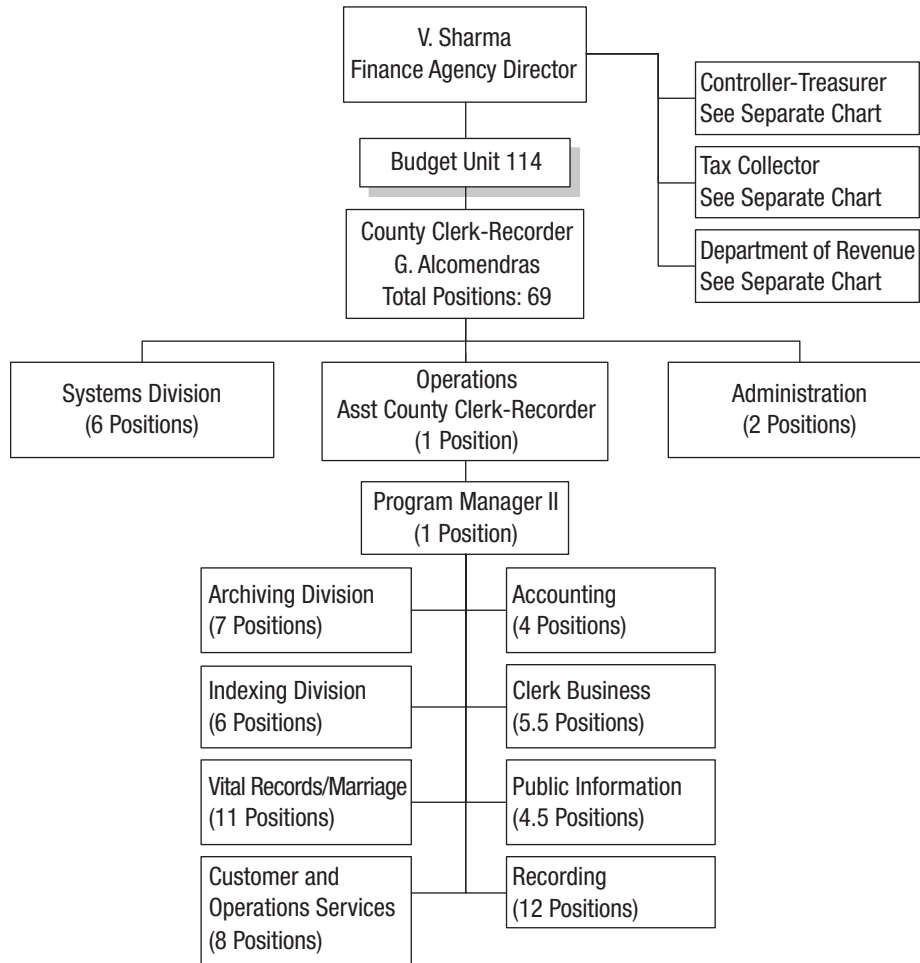 V. Sharma
Finance Agency Director
Controller-Treasurer
See Separate Chart
Tax Collector
See Separate Chart
Department of Revenue
See Separate Chart
Budget Unit 114
County Clerk-Recorder
G. Alcomendras
Total Positions: 69
Systems Division
(6 Positions)
Operations
Asst County Clerk-Recorder
(1 Position)
Administration
(2 Positions)
Program Manager II
(1 Position)
Archiving Division
(7 Positions)
Accounting
(4 Positions)
Indexing Division
(6 Positions)
Clerk Business
(5.5 Positions)
Vital Records/Marriage
(11 Positions)
Public Information
(4.5 Positions)
Customer and
Operations Services
(8 Positions)
Recording
(12 Positions)